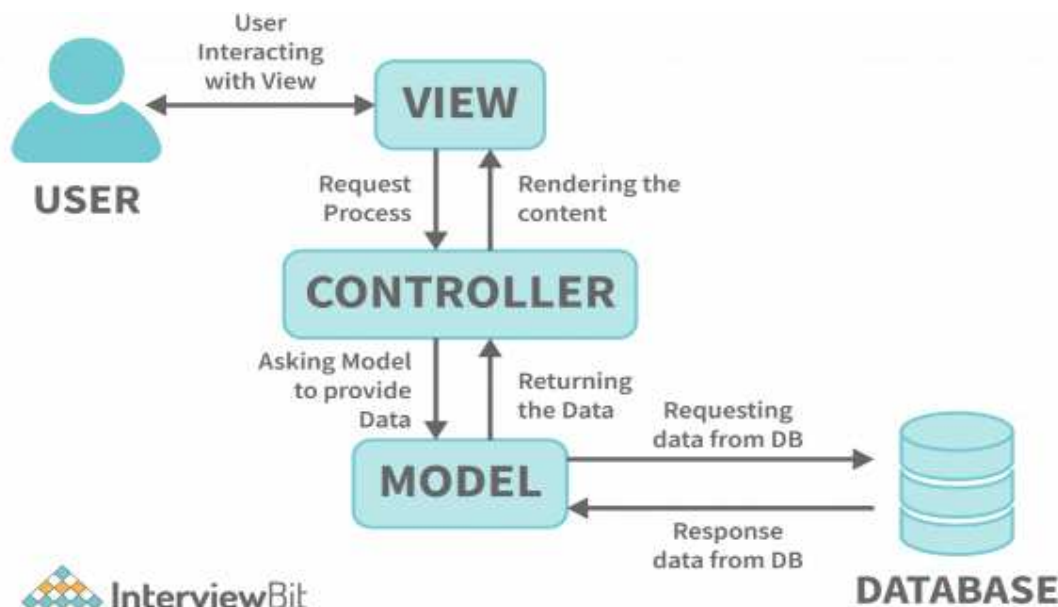 User
Interacting
with View
VIEW
USER
Request
Process
Rendering the
content
CONTROLLER
Asking Model
to provide
Data
Returning
the Data
Requesting
data from DB
MODEL
Response
data from DB
DATABASE
InterviewBit